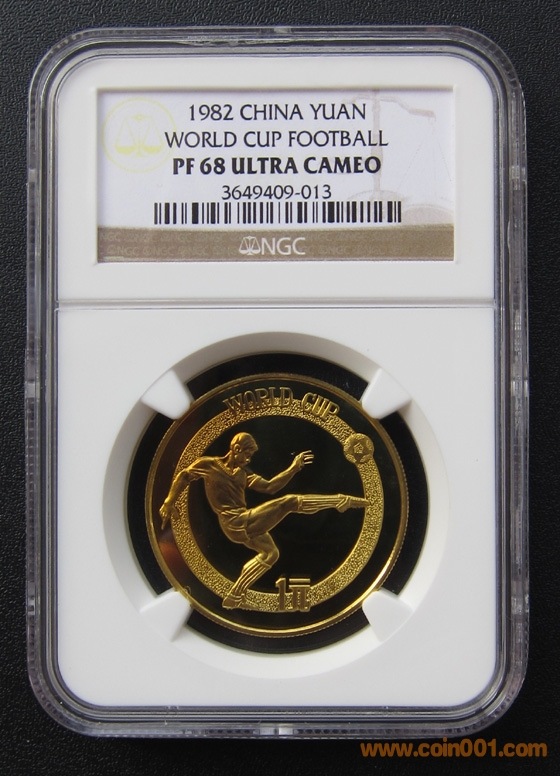 1982 CHINA YUAN
WORLD CUP FOOTBALL
PF 68 ULTRA CAMEO
3649409-013
NGC
WORLD CUP
1元
www.coin001.com